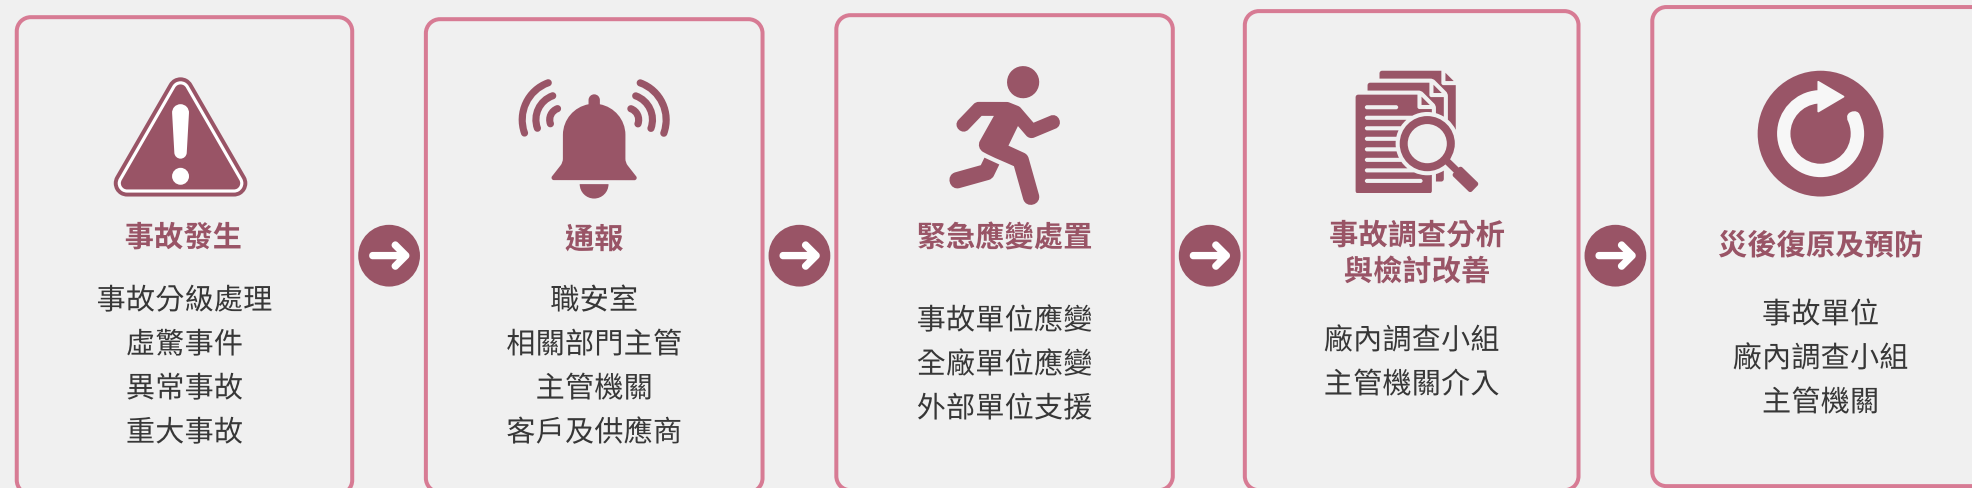 事故發生
事故分級處理
虛驚事件
異常事故
重大事故
通報
職安室
相關部門主管
主管機關
客戶及供應商
緊急應變處置
事故單位應變
全廠單位應變
外部單位支援
事故調查分析
與檢討改善
廠內調查小組
主管機關介入
災後復原及預防
事故單位
廠內調查小組
主管機關